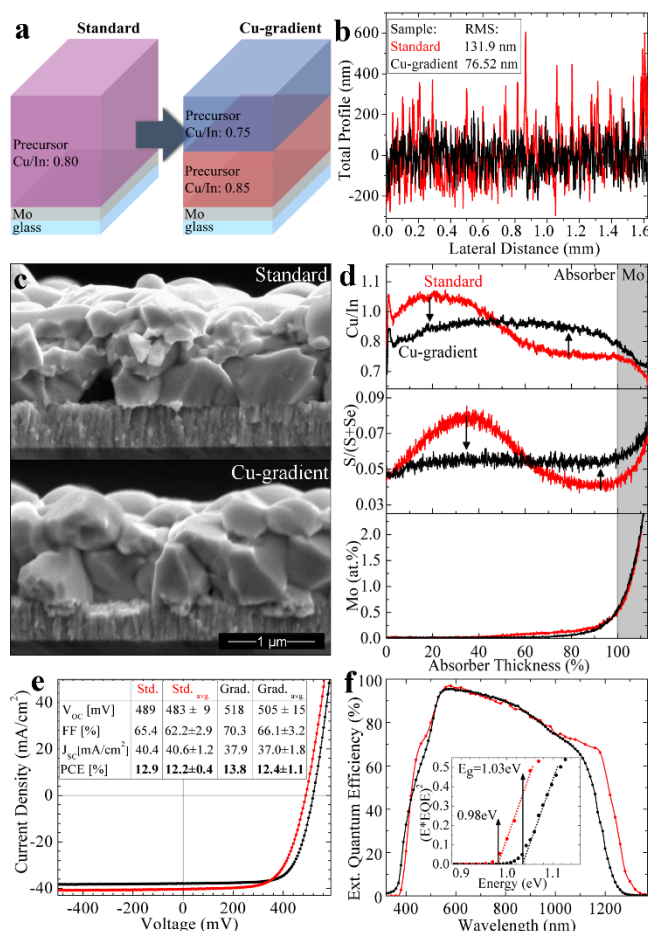 a
Standard
Cu-gradient
Precursor
Cu/In: 0.80
Mo
glass
Precursor
Cu/In: 0.75
Precursor
Cu/In: 0.85
Mo
glass
b
Sample: RMS:
Standard 131.9 nm
Cu-gradient 76.52 nm
Total Profile (nm)
600
400
200
0
-200
0.0 0.2 0.4 0.6 0.8 1.0 1.2 1.4 1.6
Lateral Distance (mm)
c
Standard
Cu-gradient
1 μm
d
Standard
Cu-gradient
Absorber Mo
Cu/In
1.1
1.0
0.8
0.7
S/(S+Se)
0.09
0.08
0.06
0.05
0.03
Mo (at.%)
2.0
1.5
1.0
0.5
0.0
0 20 40 60 80 100
Absorber Thickness (%)
e
Std. Std. avg. Grad. Grad. avg.
VOC [mV] 489 483 ± 9 518 505 ± 15
FF [%] 65.4 62.2±2.9 70.3 66.1±3.2
JSC[mA/cm2] 40.4 40.6±1.2 37.9 37.0±1.8
PCE [%] 12.9 12.2±0.4 13.8 12.4±1.1
Current Density (mA/cm2)
40
20
0
-20
-40
-400 -200 0 200 400
Voltage (mV)
f
Ext. Quantum Efficiency (%)
100
80
60
40
20
0
400 600 800 1000 1200
Wavelength (nm)
Eg=1.03eV
0.98eV
(E*EQE)2
0.5
0.4
0.3
0.2
0.1
0.0
0.9 1.0 1.1
Energy (eV)